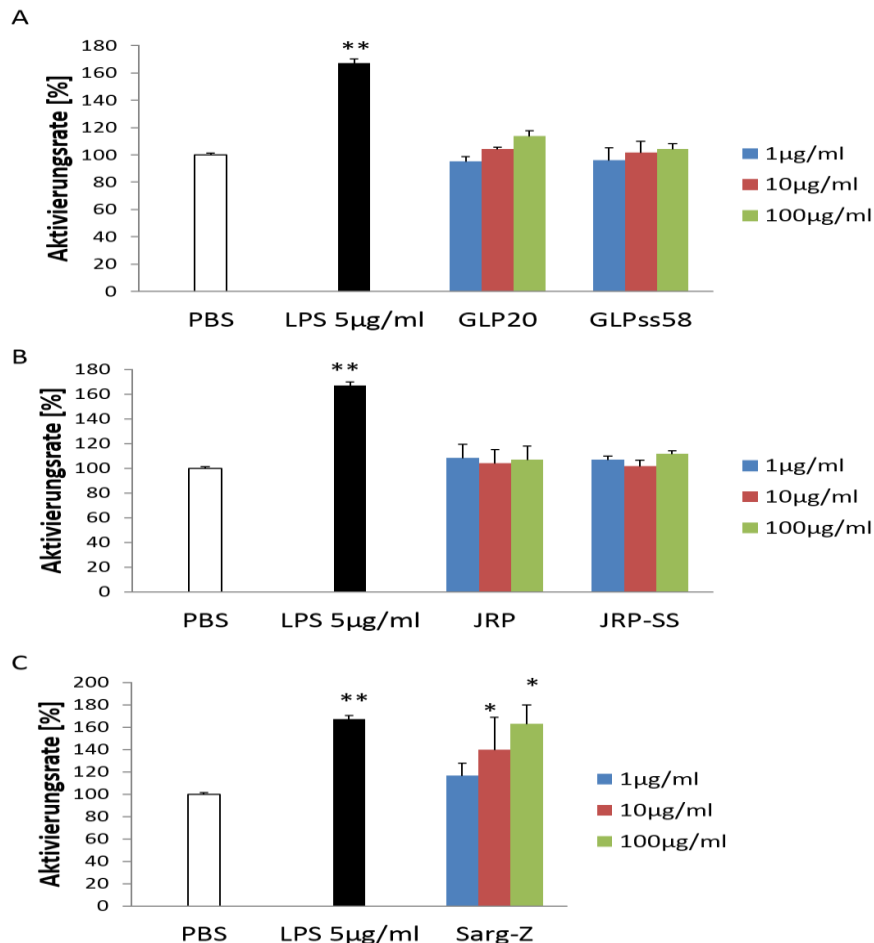 A
Aktivierungsrate [%]
180
160
140
120
100
80
60
40
20
0
**
PBS
LPS 5µg/ml
GLP20
GLPss58
1µg/ml
10µg/ml
100µg/ml
B
Aktivierungsrate [%]
180
160
140
120
100
80
60
40
20
0
**
PBS
LPS 5µg/ml
JRP
JRP-SS
1µg/ml
10µg/ml
100µg/ml
C
Aktivierungsrate [%]
200
180
160
140
120
100
80
60
40
20
0
**
*
*
PBS
LPS 5µg/ml
Sarg-Z
1µg/ml
10µg/ml
100µg/ml